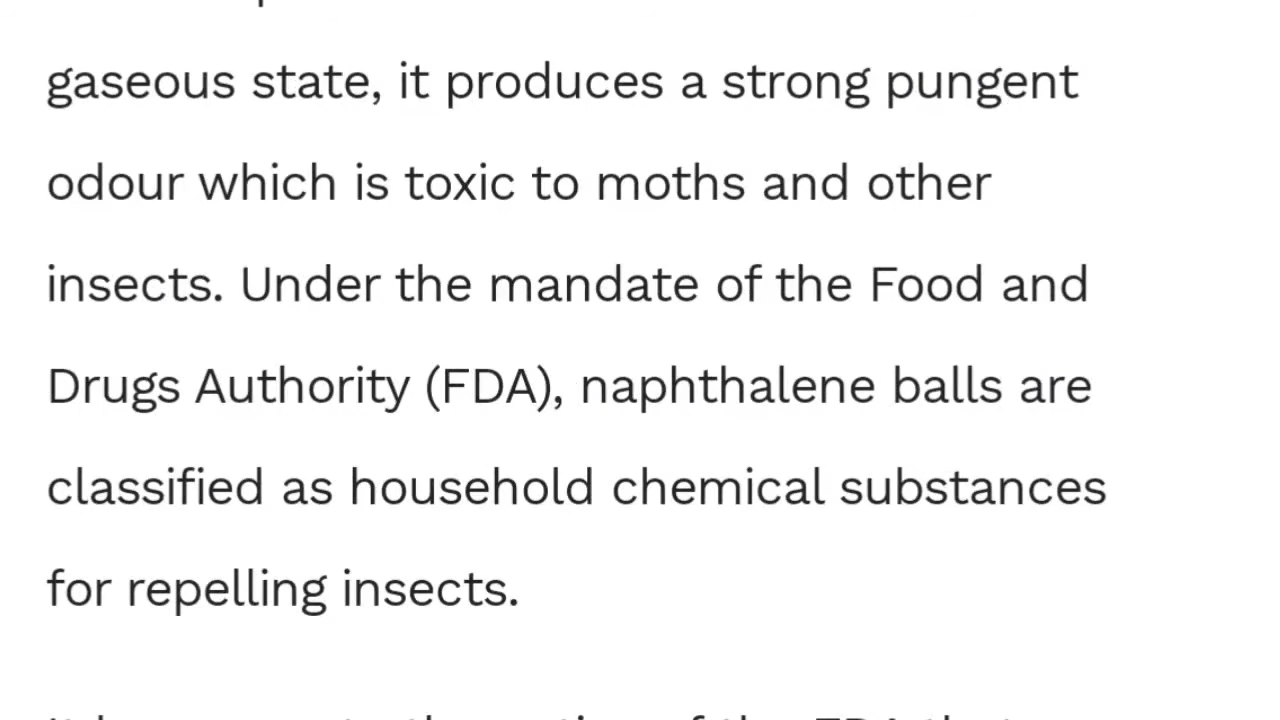 gaseous state, it produces a strong pungent
odour which is toxic to moths and other
insects. Under the mandate of the Food and
Drugs Authority (FDA), naphthalene balls are
classified as household chemical substances
for repelling insects.